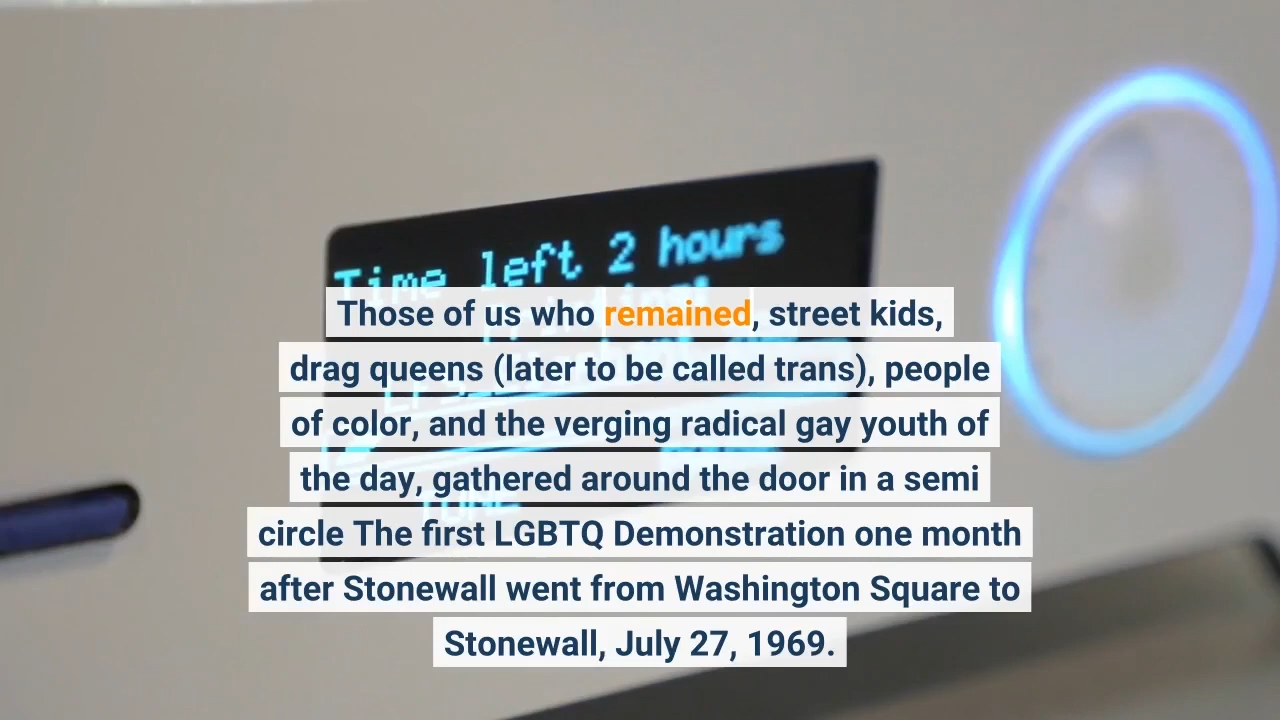 Time left 2 hours
Those of us who remained, street kids,
drag queens (later to be called trans), people
of color, and the verging radical gay youth of
the day, gathered around the door in a semi
circle The first LGBTQ Demonstration one month
after Stonewall went from Washington Square to
Stonewall, July 27, 1969.